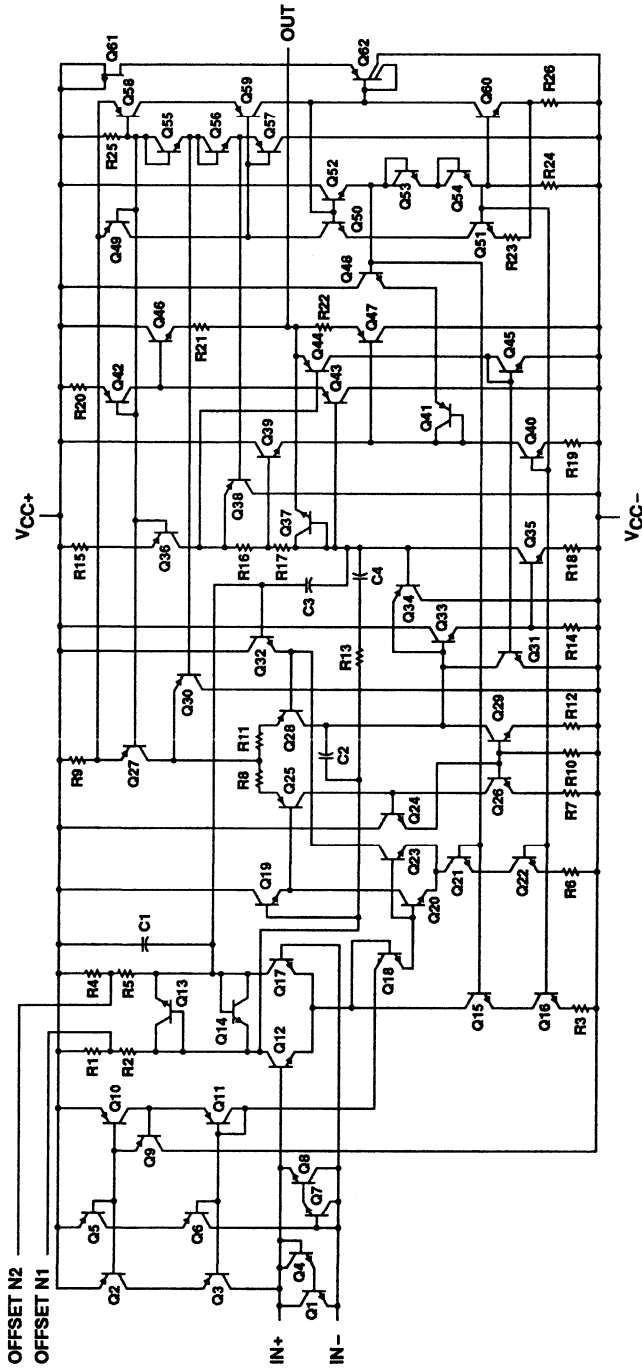 OFFSET N2
OFFSET N1
IN+
IN−
VCC+
VCC−
OUT
Q1
Q2
Q3
Q4
Q5
Q6
Q7
Q8
Q9
Q10
Q11
R1
R2
R4
R5
C1
Q13
Q14
Q12
Q17
Q18
Q15
Q16
R3
Q19
Q20
Q23
Q21
Q22
R6
R9
Q27
Q30
R8
R11
Q25
Q28
C2
Q24
Q26
Q29
R7
R10
R12
Q32
R13
C3
C4
Q34
Q33
Q31
R14
R15
Q36
R16
R17
Q38
Q37
Q35
R18
Q39
Q41
Q40
R19
R20
Q42
Q46
R21
R22
Q44
Q43
Q47
Q45
Q48
Q49
Q50
Q52
Q53
Q54
Q51
R23
R24
R25
Q55
Q56
Q57
Q58
Q59
Q60
R26
Q61
Q62